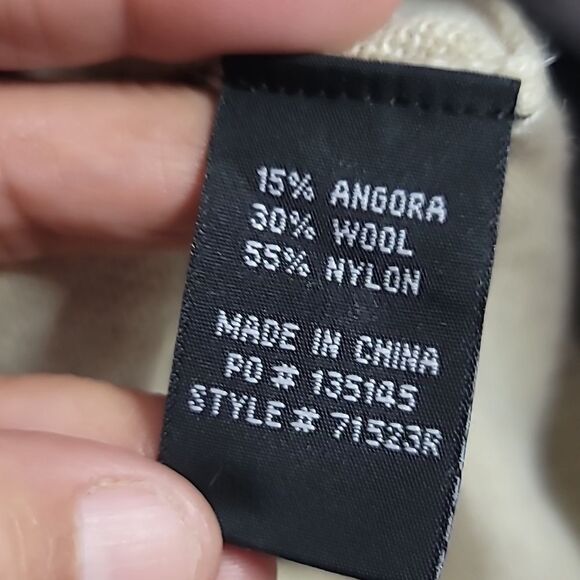 15% ANGORA
30% WOOL
55% NYLON
MADE IN CHINA
PO # 135145
STYLE# 71523R